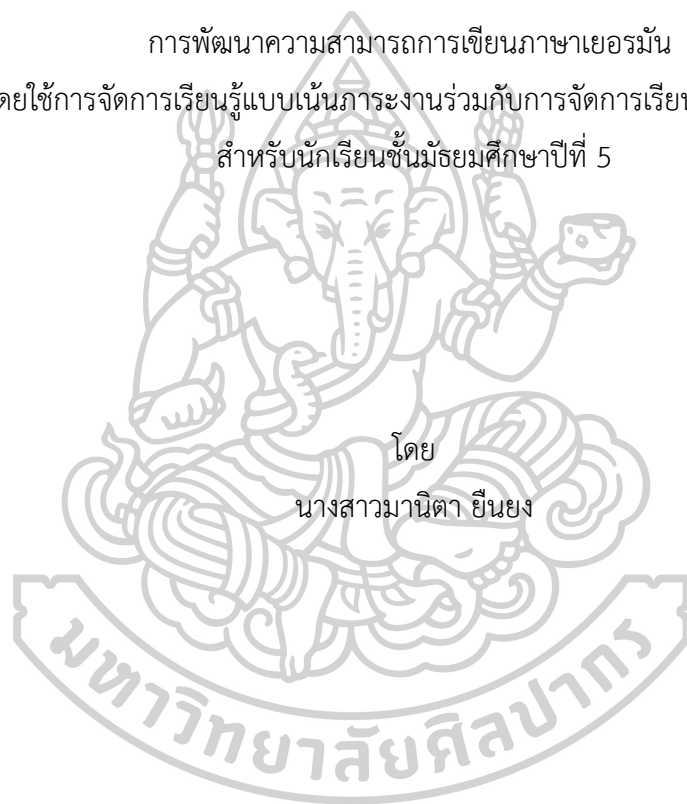 การพัฒนาความสามารถการเขียนภาษาเยอรมัน
โดยใช้การจัดการเรียนรู้แบบเน้นภาระงานร่วมกับการจัดการเรียน
สำหรับนักเรียนชั้นมัธยมศึกษาปีที่ 5
โดย
นางสาวมานิตา ยืนยง
มหาวิทยาลัยศิลปากร